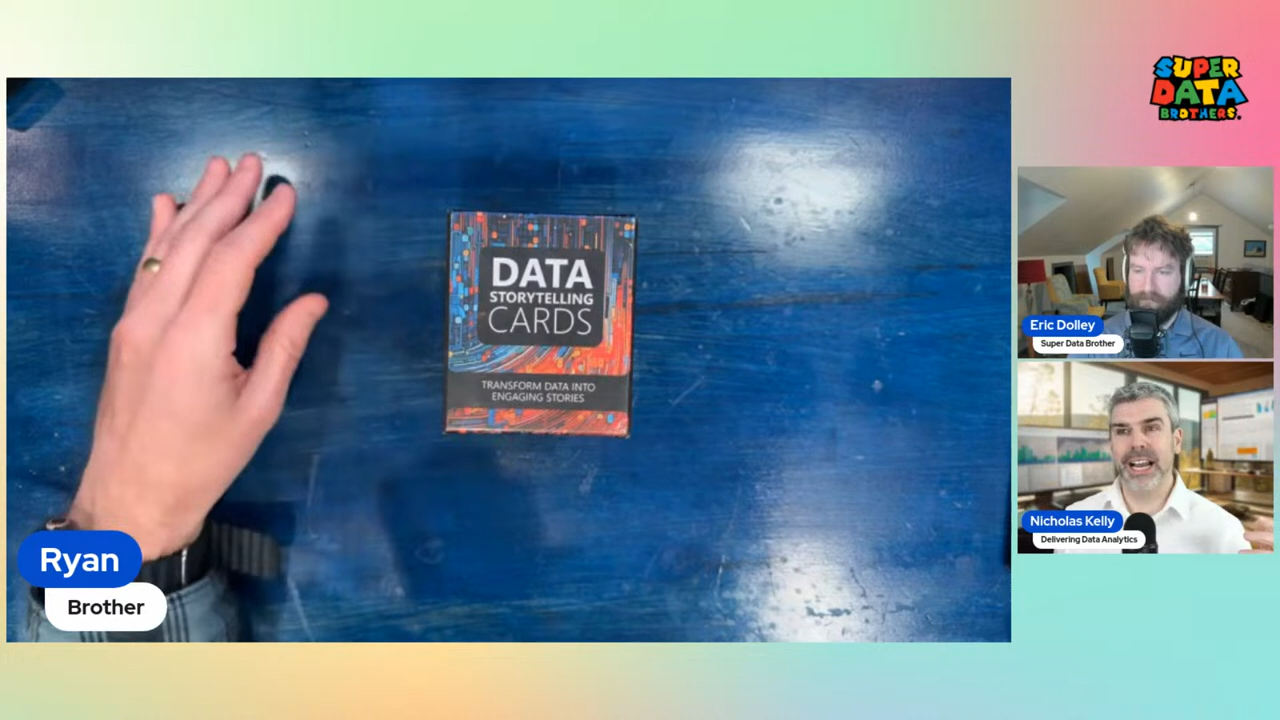 SUPER
DATA
BROTHERS.
DATA
STORYTELLING
CARDS
TRANSFORM DATA INTO
ENGAGING STORIES
Ryan
Brother
Eric Dolley
Super Data Brother
Nicholas Kelly
Delivering Data Analytics